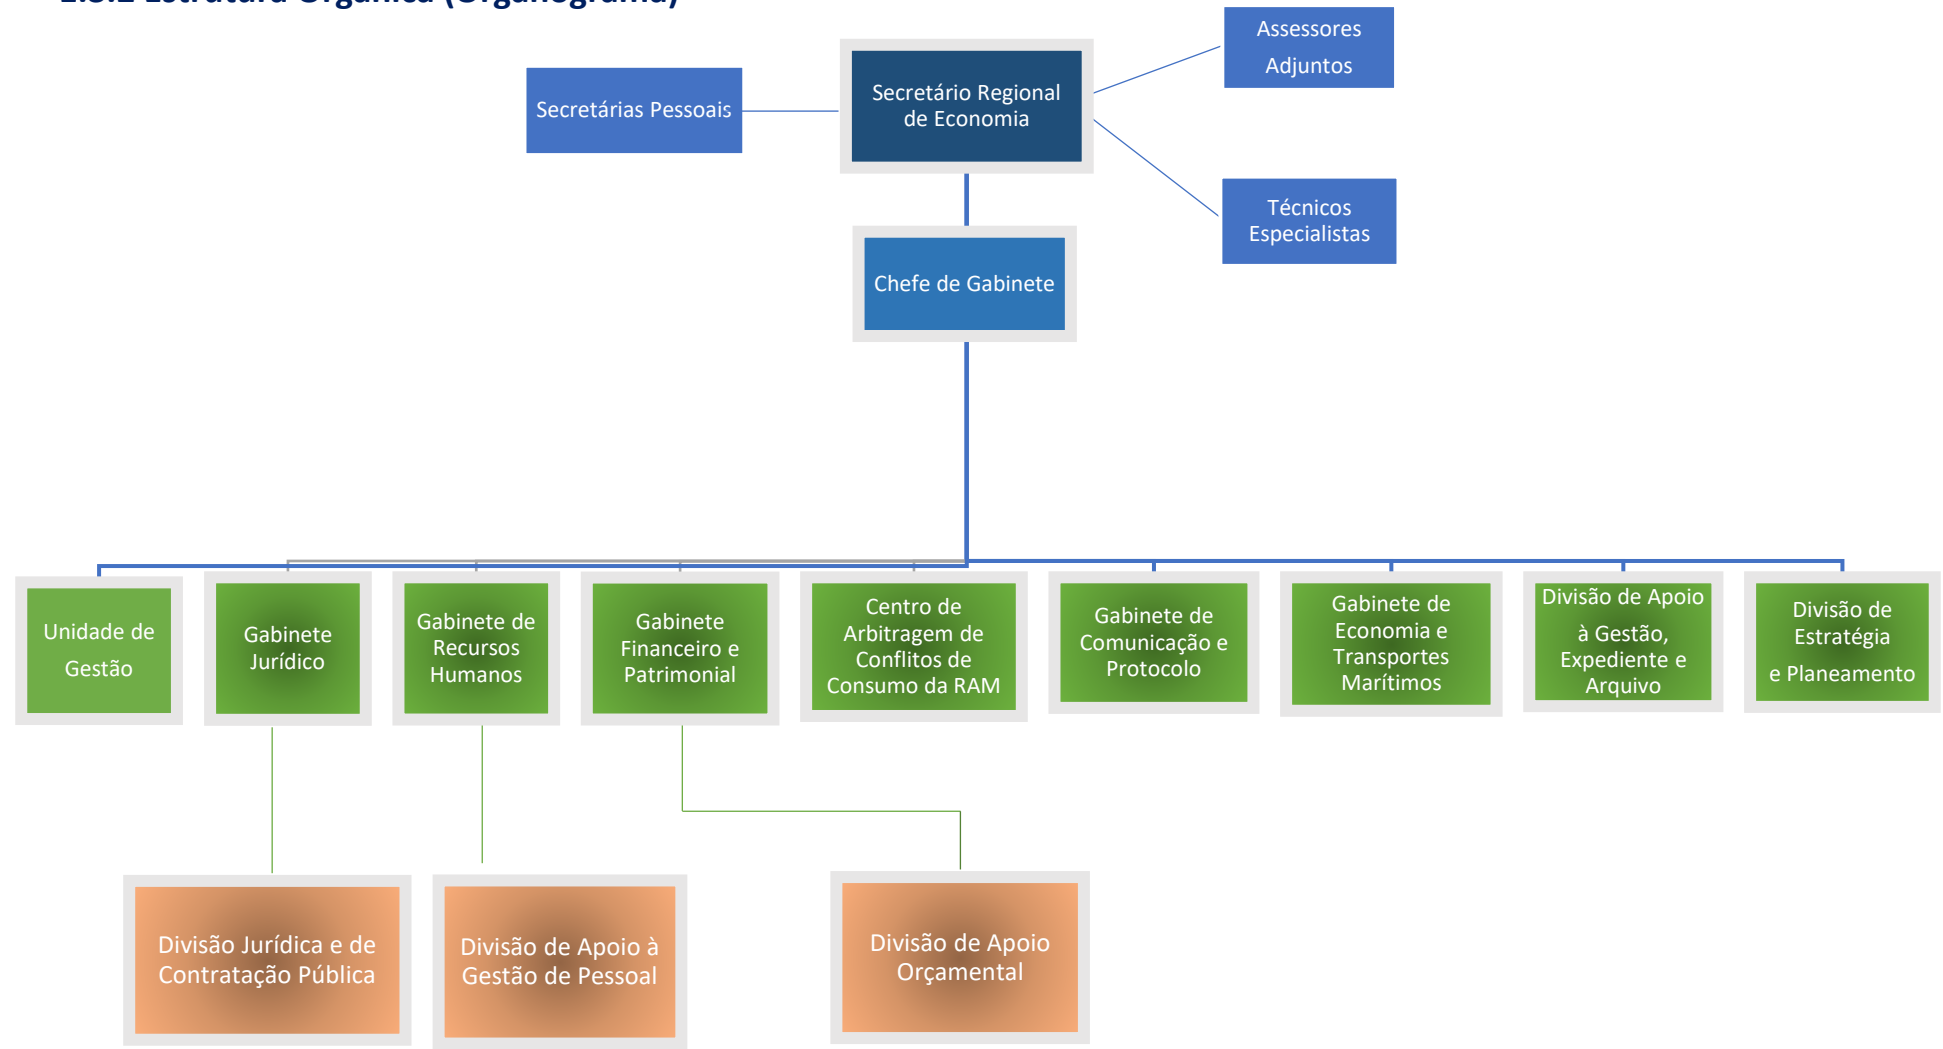 Estrutura Orgânica (Organograma)
Assessores
Adjuntos
Secretárias Pessoais
Secretário Regional
de Economia
Técnicos
Especialistas
Chefe de Gabinete
Unidade de
Gestão
Gabinete
Jurídico
Gabinete de
Recursos
Humanos
Gabinete
Financeiro e
Patrimonial
Centro de
Arbitragem de
Conflitos de
Consumo da RAM
Gabinete de
Comunicação e
Protocolo
Gabinete de
Economia e
Transportes
Marítimos
Divisão de Apoio
à Gestão,
Expediente e
Arquivo
Divisão de
Estratégia
e Planeamento
Divisão Jurídica e de
Contratação Pública
Divisão de Apoio à
Gestão de Pessoal
Divisão de Apoio
Orçamental